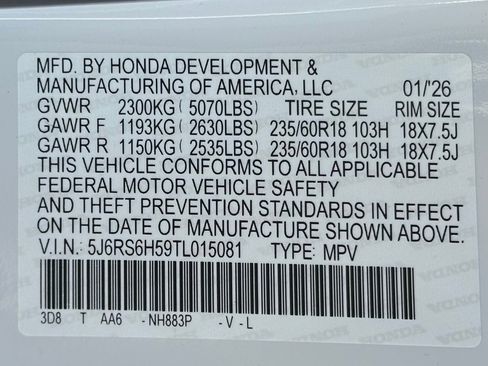 MFD. BY HONDA DEVELOPMENT &
MANUFACTURING OF AMERICA, LLC 01/'26
GVWR 2300KG(5070LBS) TIRE SIZE RIM SIZE
GAWR F 1193KG(2630LBS) 235/60R18 103H 18X7.5J
GAWR R 1150KG(2535LBS) 235/60R18 103H 18X7.5J
THIS VEHICLE CONFORMS TO ALL APPLICABLE
FEDERAL MOTOR VEHICLE SAFETY
AND THEFT PREVENTION STANDARDS IN EFFECT
ON THE DATE OF MANUFACTURE SHOWN ABOVE.
V.I.N.: 5J6RS6H59TL015081 TYPE: MPV
3D8 T AA6 - NH883P - V - L
HONDA